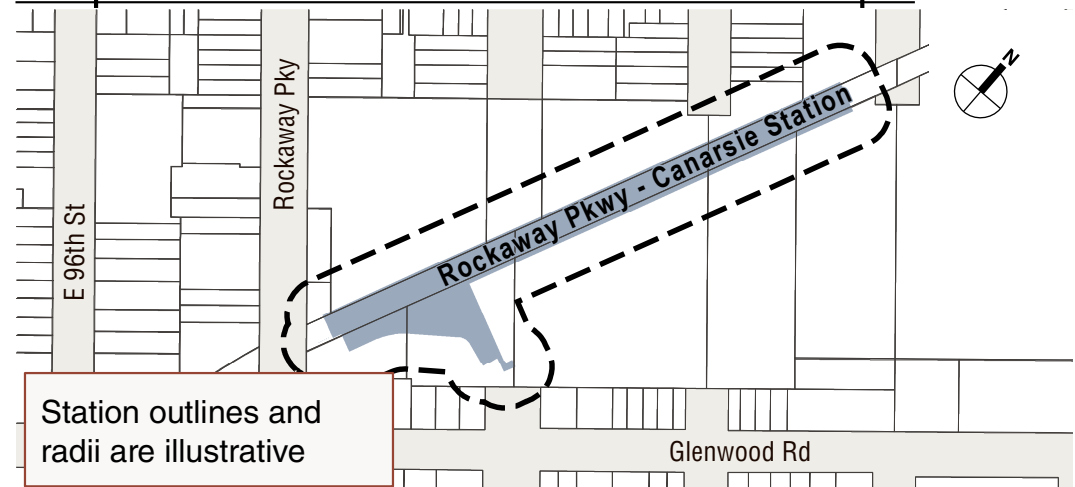 N
Rockaway Pky
E 96th St
Rockaway Pkwy - Canarsie Station
Station outlines and
radii are illustrative
Glenwood Rd